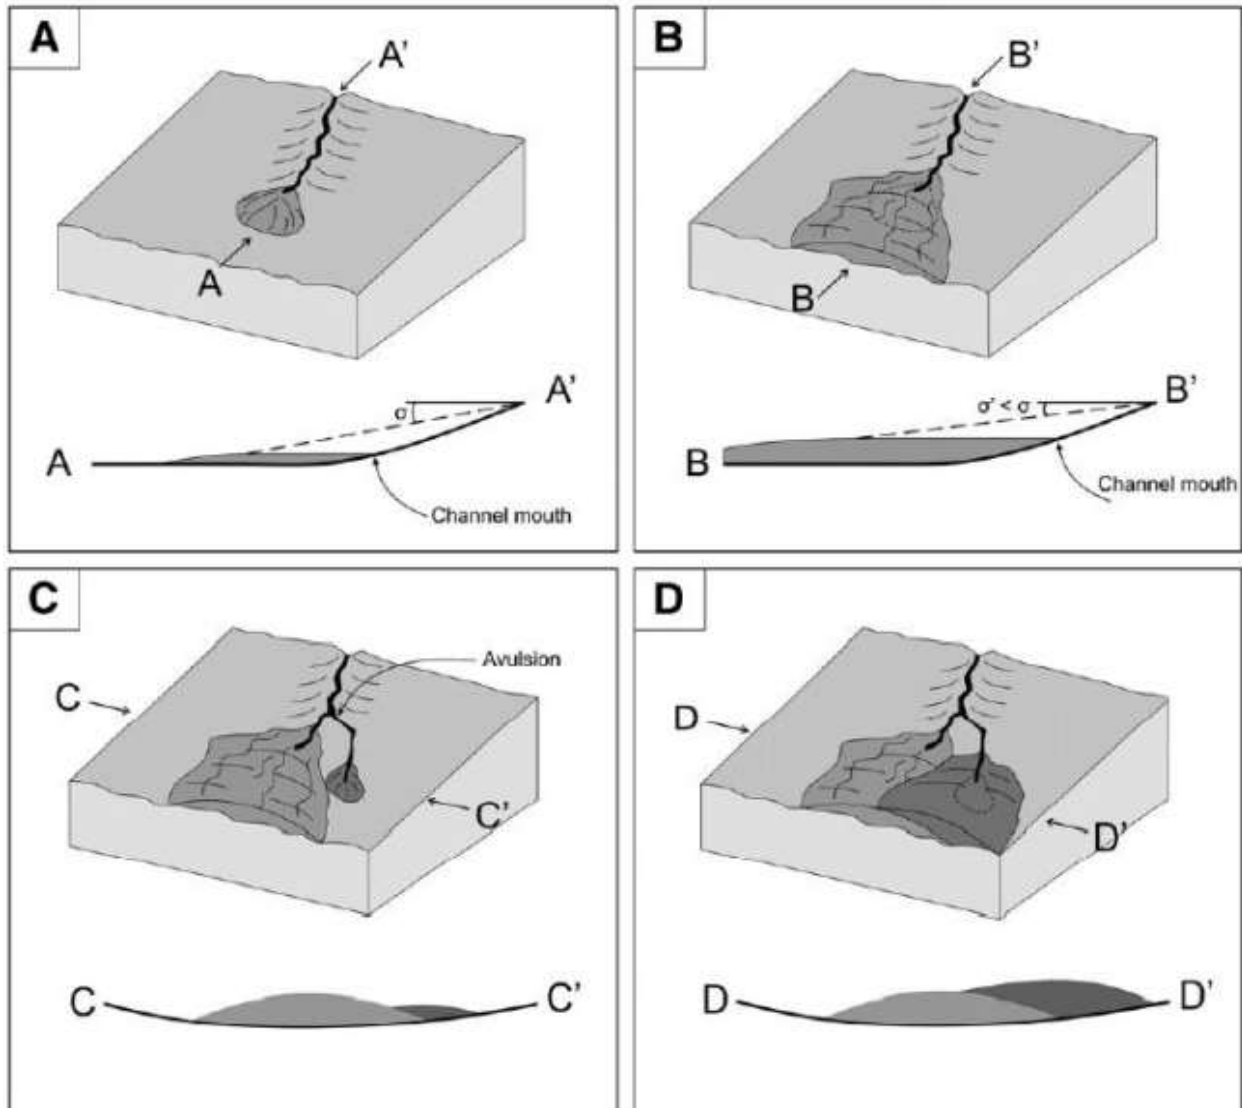 A
A'
A
A'
σ
A
Channel mouth
B
B'
B
B'
σ' < σ
B
Channel mouth
C
Avulsion
C
C'
C
C'
D
D
D'
D
D'